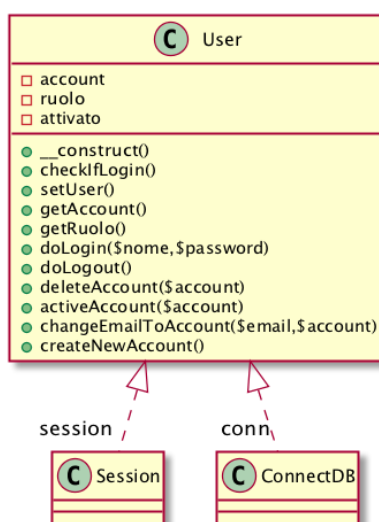 C User
account
ruolo
attivato
__construct()
checkIfLogin()
setUser()
getAccount()
getRuolo()
doLogin($nome,$password)
doLogout()
deleteAccount($account)
activeAccount($account)
changeEmailToAccount($email,$account)
createNewAccount()
session conn
C Session C ConnectDB